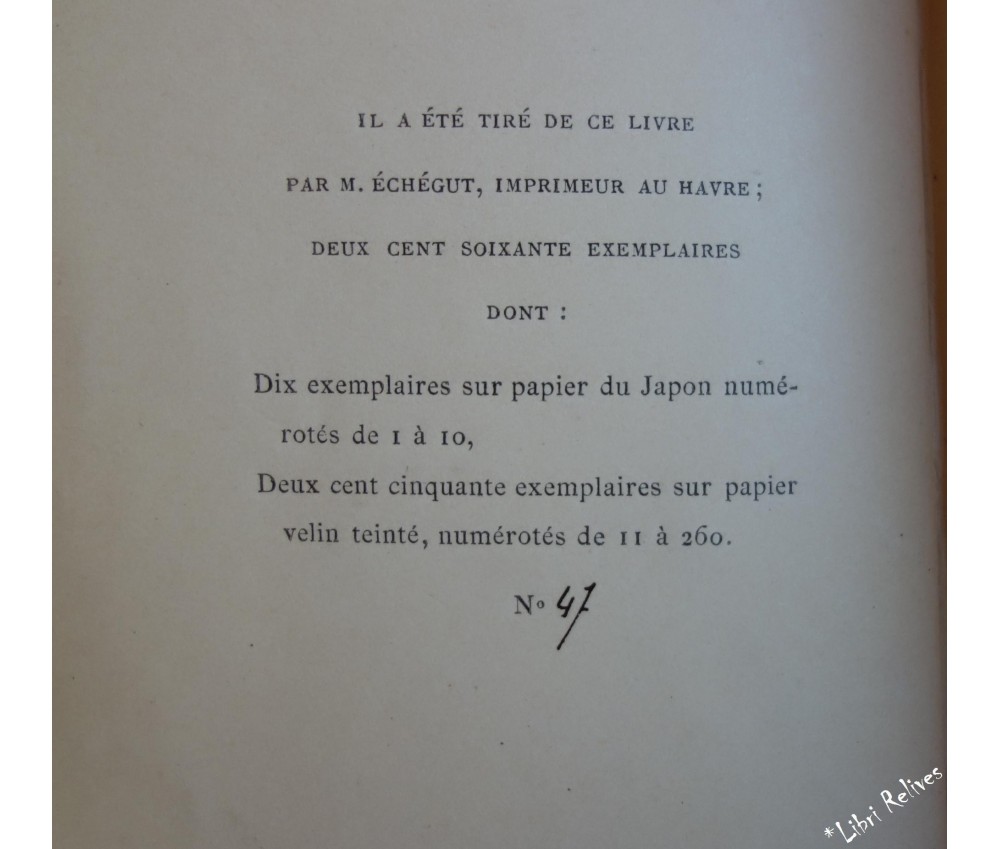 IL A ÉTÉ TIRÉ DE CE LIVRE
PAR M. ÉCHÉGUT, IMPRIMEUR AU HAVRE ;
DEUX CENT SOIXANTE EXEMPLAIRES
DONT :
Dix exemplaires sur papier du Japon numé-
rotés de 1 à 10,
Deux cent cinquante exemplaires sur papier
velin teinté, numérotés de 11 à 260.
No 47
*Libri Relives